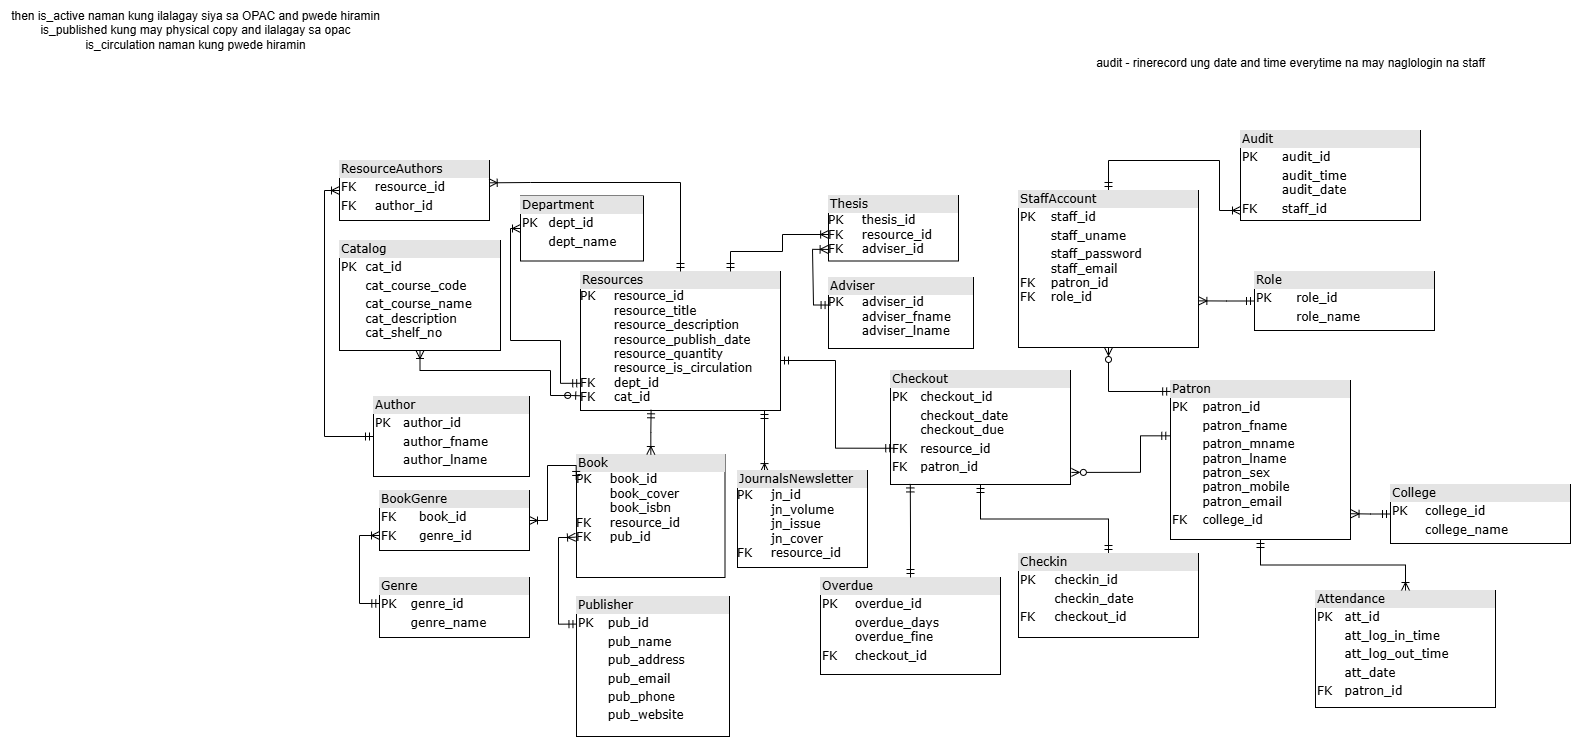 then is_active naman kung ilalagay siya sa OPAC and pwede hiramin
is_published kung may physical copy and ilalagay sa opac
is_circulation naman kung pwede hiramin
audit - rinerecord ung date and time everytime na may naglologin na staff
ResourceAuthors
FK resource_id
FK author_id
Department
PK dept_id
dept_name
Catalog
PK cat_id
cat_course_code
cat_course_name
cat_description
cat_shelf_no
Resources
PK resource_id
resource_title
resource_description
resource_publish_date
resource_quantity
resource_is_circulation
FK dept_id
FK cat_id
Author
PK author_id
author_fname
author_lname
BookGenre
FK book_id
FK genre_id
Genre
PK genre_id
genre_name
Book
PK book_id
book_cover
book_isbn
FK resource_id
FK pub_id
Publisher
PK pub_id
pub_name
pub_address
pub_email
pub_phone
pub_website
JournalsNewsletter
PK jn_id
jn_volume
jn_issue
jn_cover
FK resource_id
Thesis
PK thesis_id
FK resource_id
FK adviser_id
Adviser
PK adviser_id
adviser_fname
adviser_lname
Checkout
PK checkout_id
checkout_date
checkout_due
FK resource_id
FK patron_id
Overdue
PK overdue_id
overdue_days
overdue_fine
FK checkout_id
Checkin
PK checkin_id
checkin_date
FK checkout_id
StaffAccount
PK staff_id
staff_uname
staff_password
staff_email
FK patron_id
FK role_id
Audit
PK audit_id
audit_time
audit_date
FK staff_id
Role
PK role_id
role_name
Patron
PK patron_id
patron_fname
patron_mname
patron_lname
patron_sex
patron_mobile
patron_email
FK college_id
College
PK college_id
college_name
Attendance
PK att_id
att_log_in_time
att_log_out_time
att_date
FK patron_id